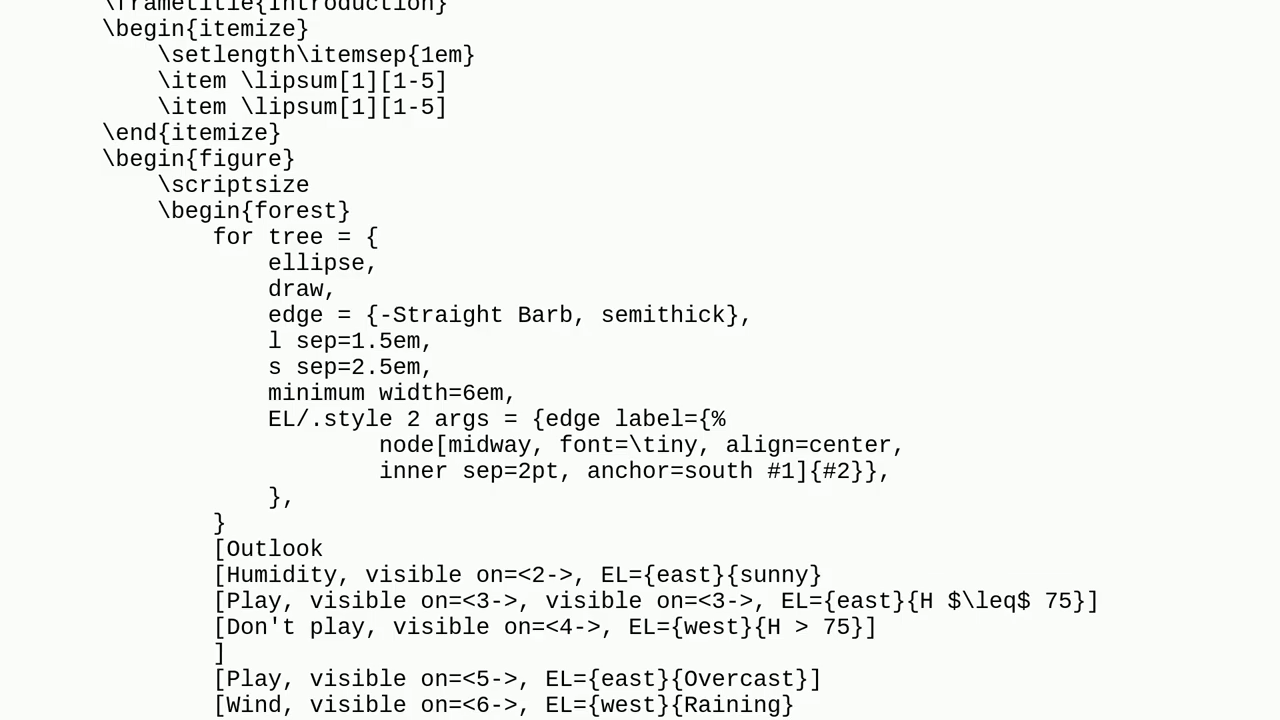 \frametitle{Introduction}
\begin{itemize}
\setlength\itemsep{1em}
\item \lipsum[1][1-5]
\item \lipsum[1][1-5]
\end{itemize}
\begin{figure}
\scriptsize
\begin{forest}
for tree = {
ellipse,
draw,
edge = {-Straight Barb, semithick},
l sep=1.5em,
s sep=2.5em,
minimum width=6em,
EL/.style 2 args = {edge label={%
node[midway, font=\tiny, align=center,
inner sep=2pt, anchor=south #1]{#2}},
},
}
[Outlook
[Humidity, visible on=<2->, EL={east}{sunny}
[Play, visible on=<3->, visible on=<3->, EL={east}{H $\leq$ 75}]
[Don't play, visible on=<4->, EL={west}{H > 75}]
]
[Play, visible on=<5->, EL={east}{Overcast}]
[Wind, visible on=<6->, EL={west}{Raining}